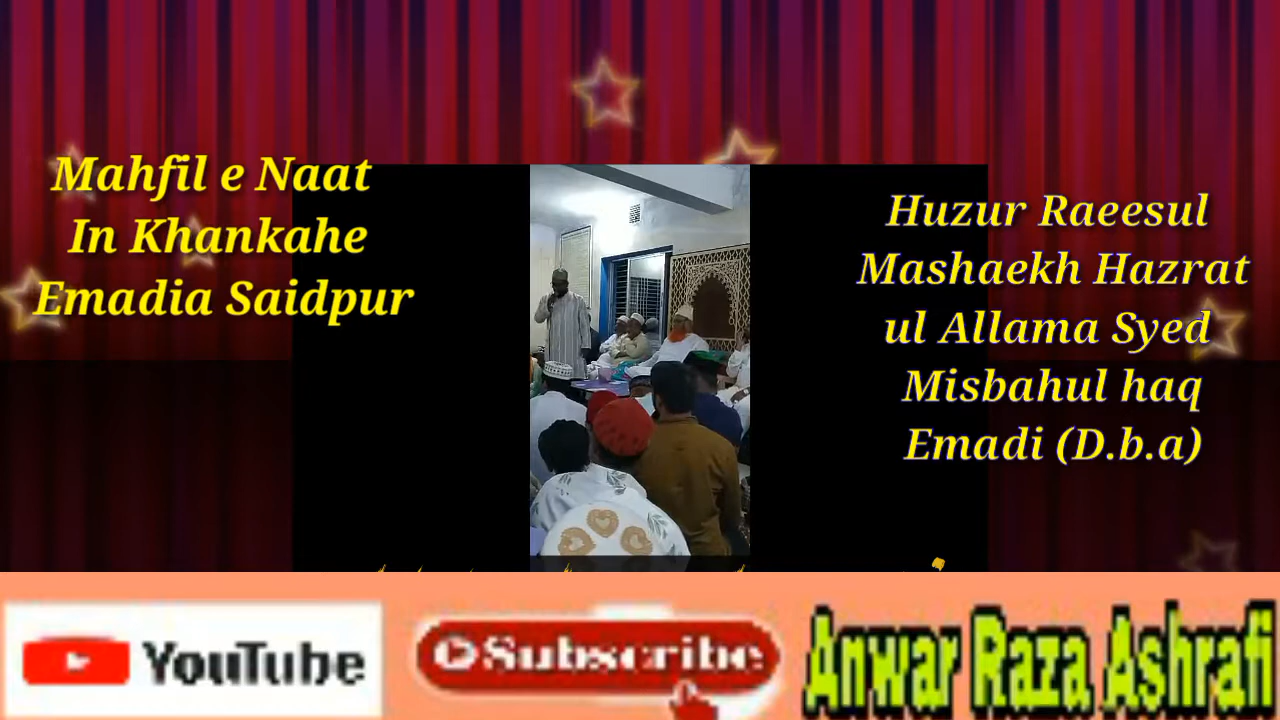 Mahfil e Naat
In Khankahe
Emadia Saidpur
Huzur Raeesul
Mashaekh Hazrat
ul Allama Syed
Misbahul haq
Emadi (D.b.a)
YouTube
Subscribe
Anwar Raza Ashrafi